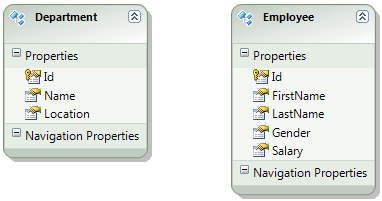 Department
Properties
Id
Name
Location
Navigation Properties
Employee
Properties
Id
FirstName
LastName
Gender
Salary
Navigation Properties